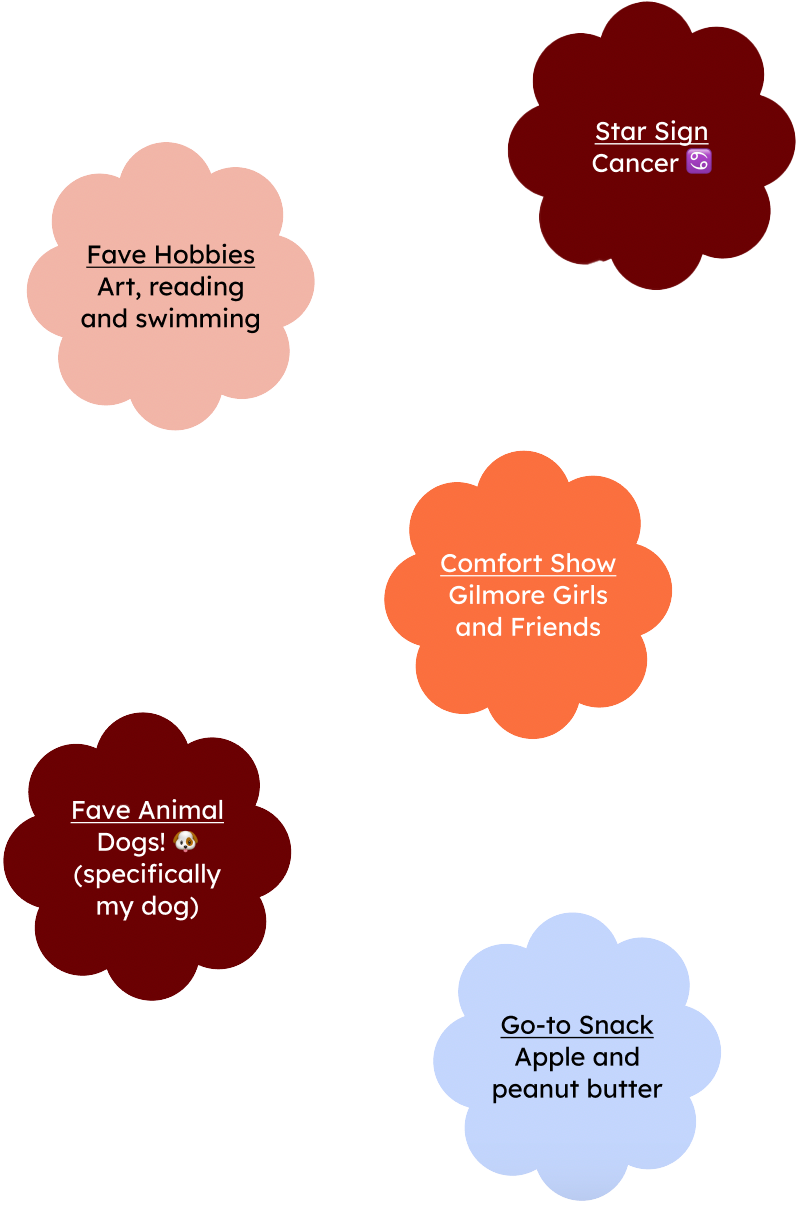 Star Sign
Cancer ♋
Fave Hobbies
Art, reading
and swimming
Comfort Show
Gilmore Girls
and Friends
Fave Animal
Dogs! 🐶
(specifically
my dog)
Go-to Snack
Apple and
peanut butter